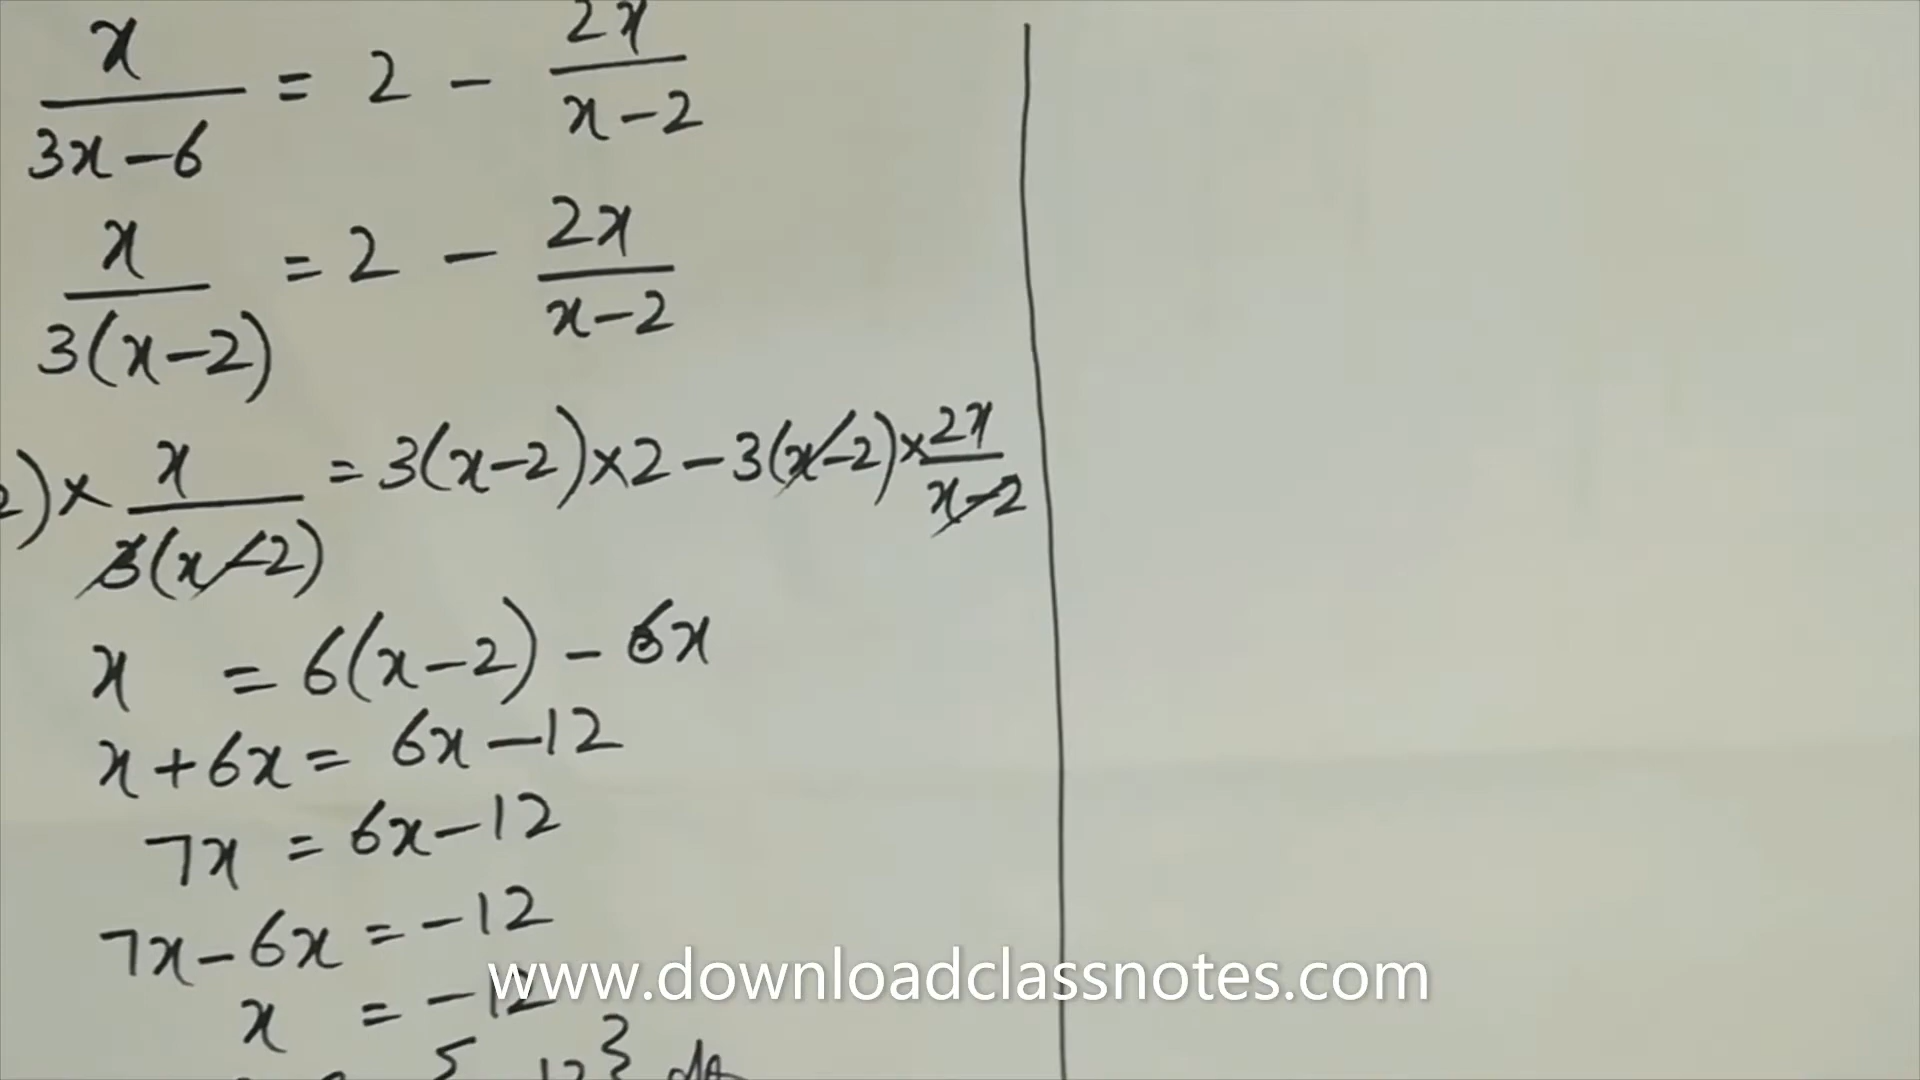 x/(3x-6) = 2 - 2x/(x-2)
x/(3(x-2)) = 2 - 2x/(x-2)
2) × x/(3(x-2)) = 3(x-2)×2 - 3(x-2)×2x/(x-2)
x = 6(x-2) - 6x
x + 6x = 6x - 12
7x = 6x - 12
7x - 6x = -12
x = -12
www.downloadclassnotes.com